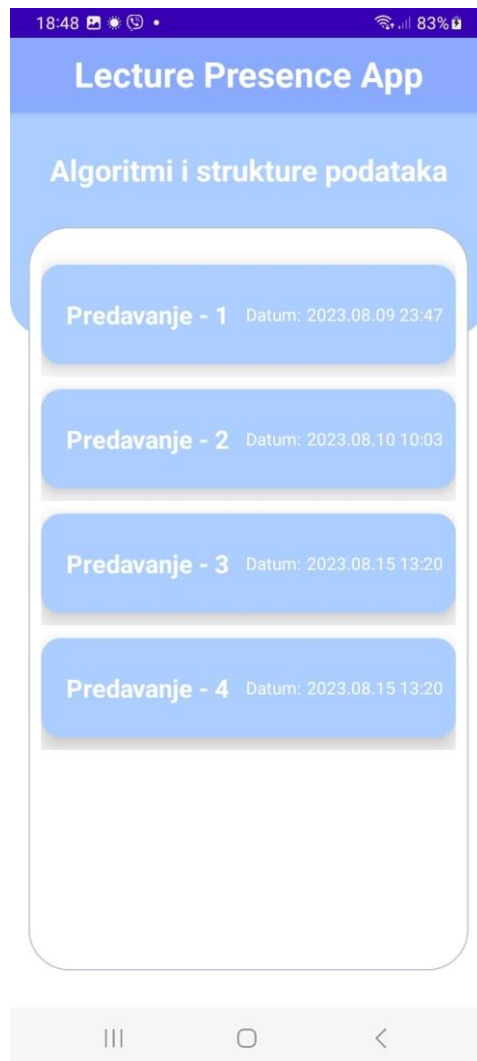 18:48 83%
Lecture Presence App
Algoritmi i strukture podataka
Predavanje - 1 Datum: 2023.08.09 23:47
Predavanje - 2 Datum: 2023.08.10 10:03
Predavanje - 3 Datum: 2023.08.15 13:20
Predavanje - 4 Datum: 2023.08.15 13:20